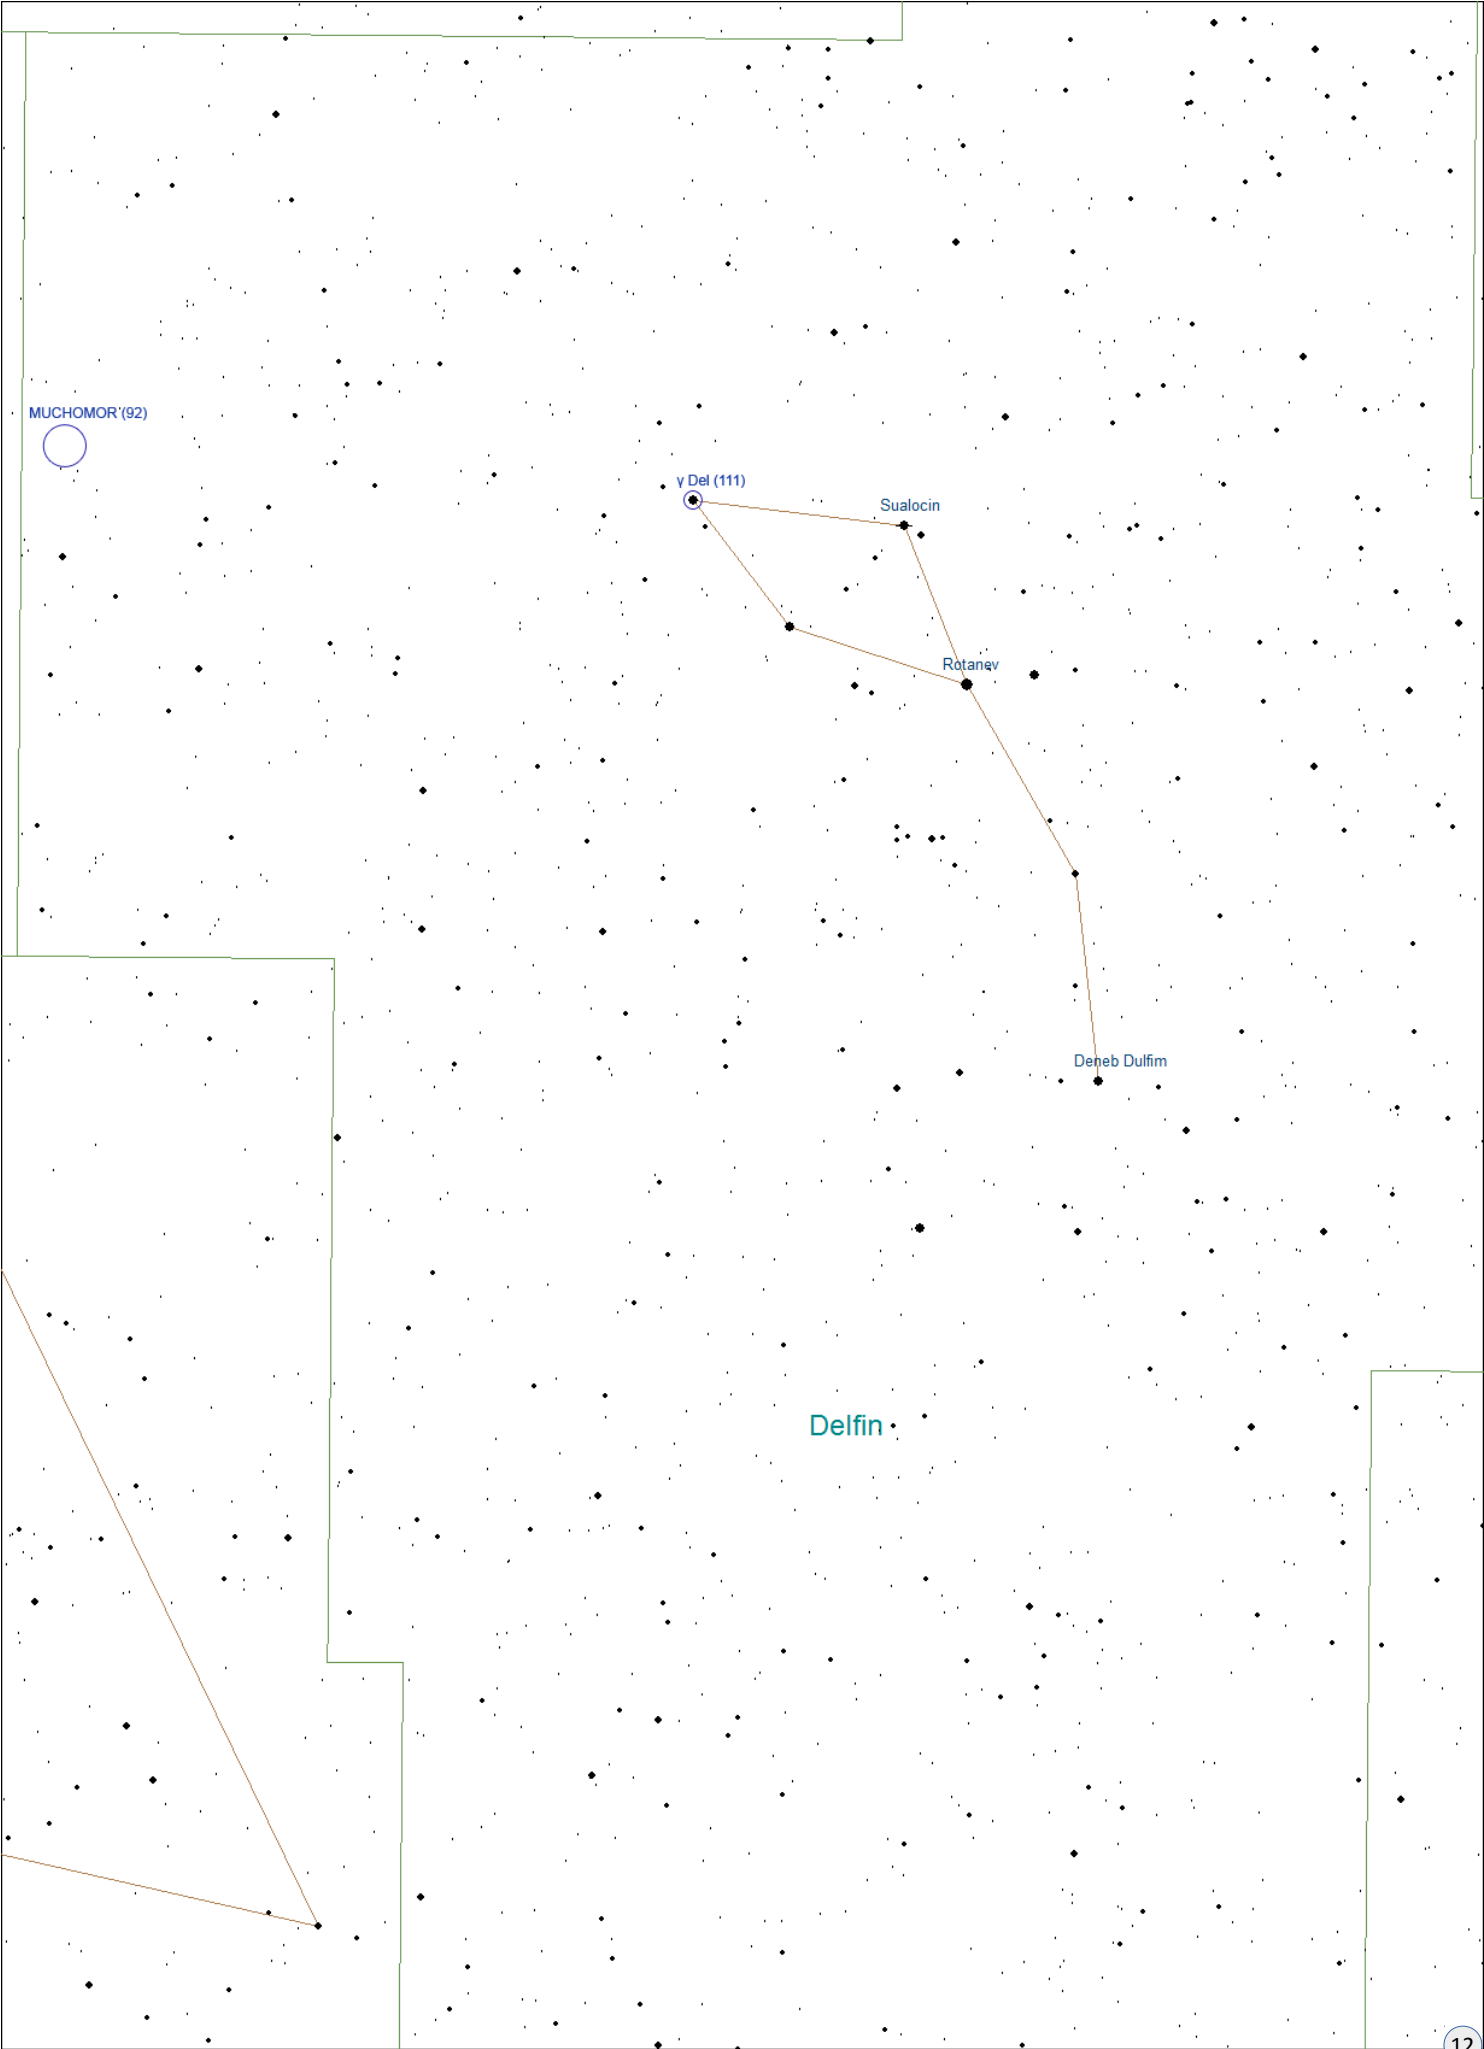 MUCHOMOR (92)
γ Del (111)
Sualocin
Rotanev
Deneb Dulfim
Delfin
12